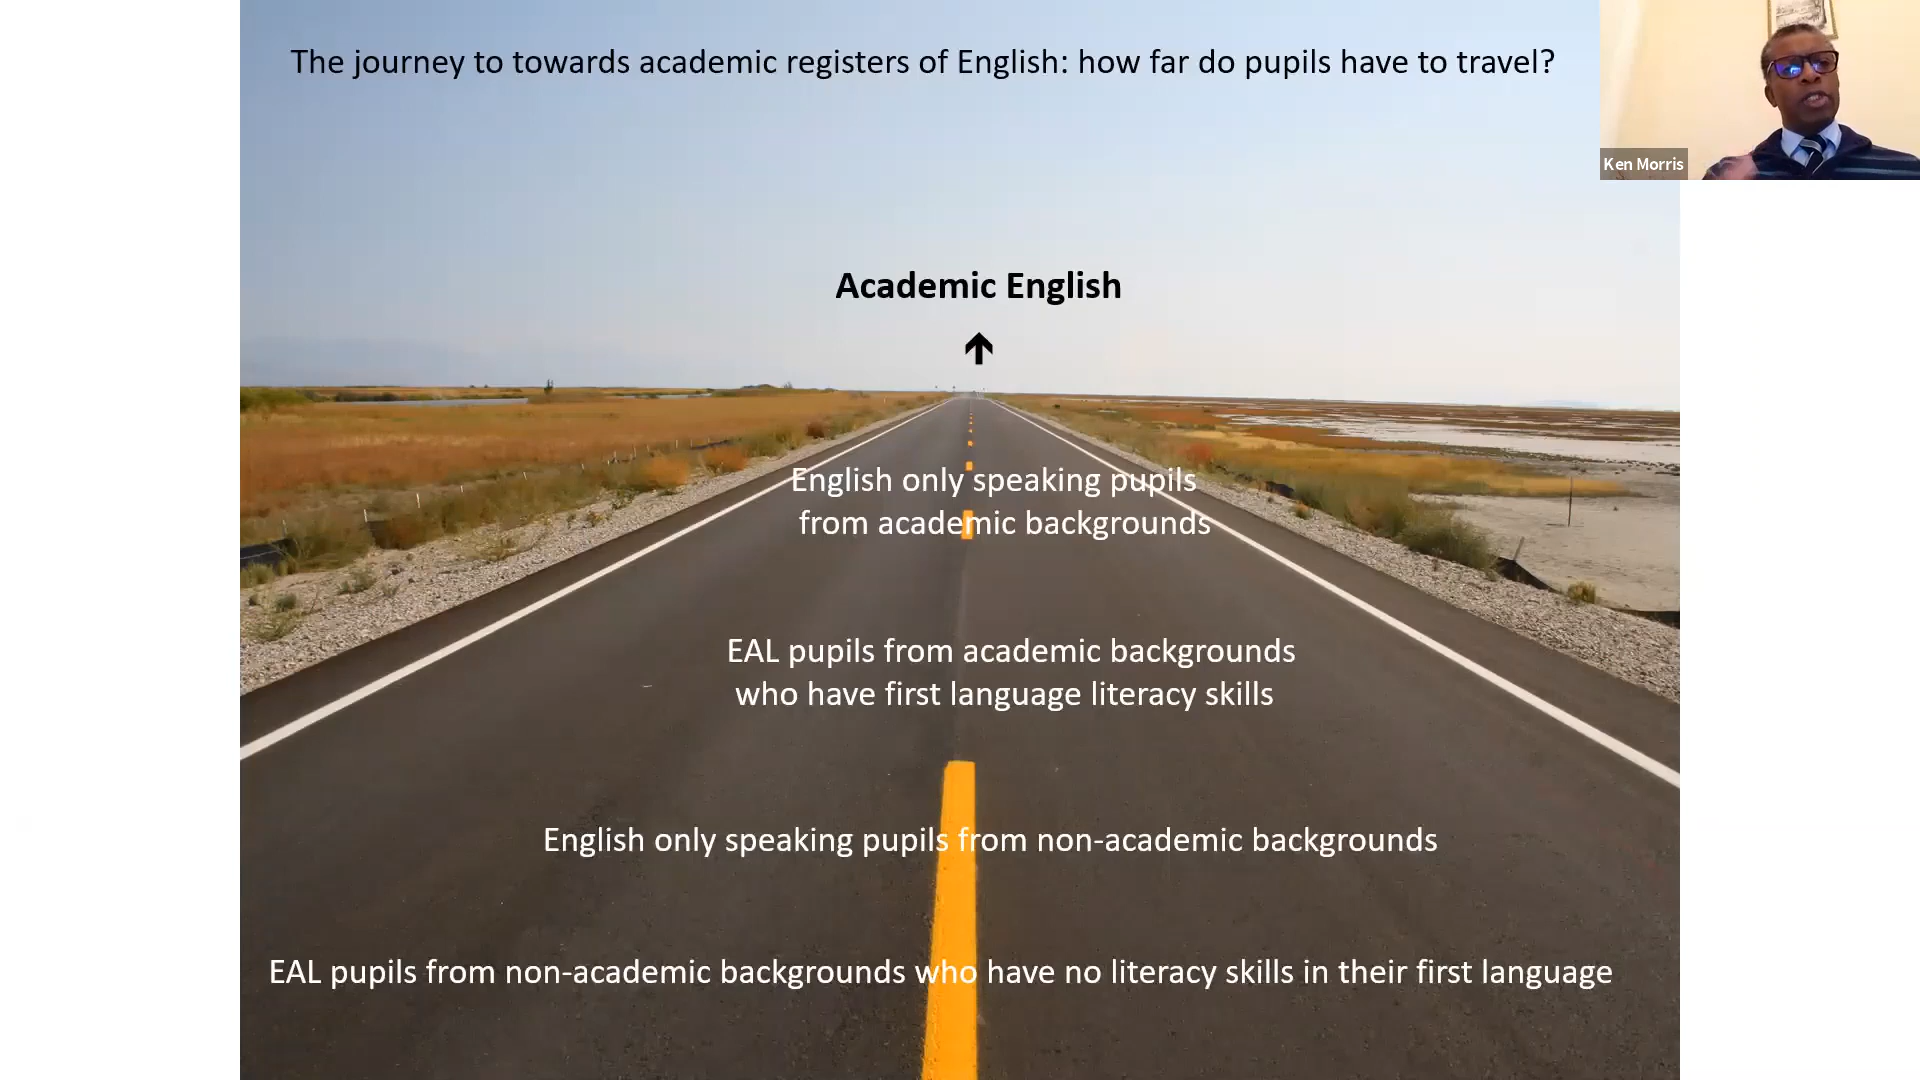 The journey to towards academic registers of English: how far do pupils have to travel?
Ken Morris
Academic English
English only speaking pupils
from academic backgrounds
EAL pupils from academic backgrounds
who have first language literacy skills
English only speaking pupils from non-academic backgrounds
EAL pupils from non-academic backgrounds who have no literacy skills in their first language